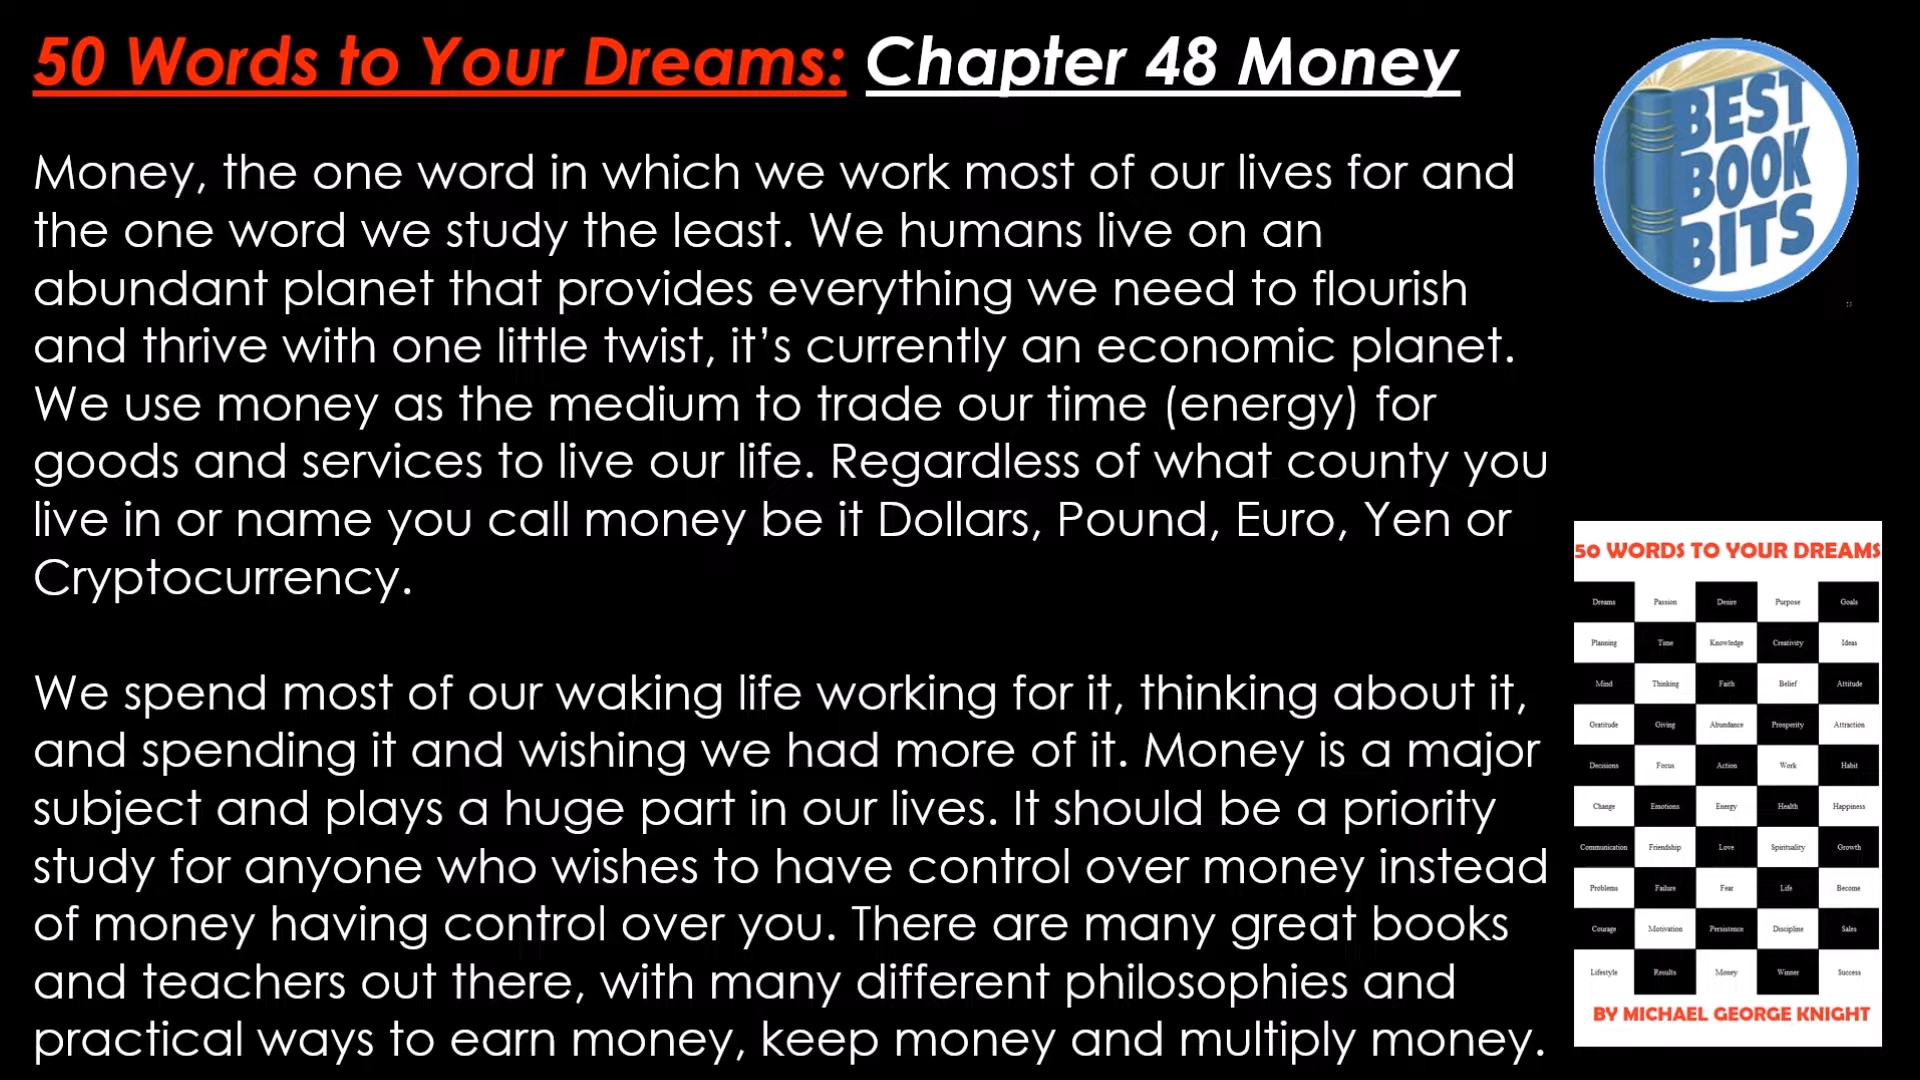 50 Words to Your Dreams: Chapter 48 Money
Money, the one word in which we work most of our lives for and
the one word we study the least. We humans live on an
abundant planet that provides everything we need to flourish
and thrive with one little twist, it's currently an economic planet.
We use money as the medium to trade our time (energy) for
goods and services to live our life. Regardless of what county you
live in or name you call money be it Dollars, Pound, Euro, Yen or
Cryptocurrency.
We spend most of our waking life working for it, thinking about it,
and spending it and wishing we had more of it. Money is a major
subject and plays a huge part in our lives. It should be a priority
study for anyone who wishes to have control over money instead
of money having control over you. There are many great books
and teachers out there, with many different philosophies and
practical ways to earn money, keep money and multiply money.
BEST
BOOK
BITS
50 WORDS TO YOUR DREAMS
Dreams Passion Desire Purpose Goals
Planning Time Knowledge Creativity Ideas
Mind Thinking Faith Belief Attitude
Gratitude Giving Abundance Prosperity Attraction
Decisions Focus Action Work Habit
Change Emotions Energy Health Happiness
Communication Friendship Love Spirituality Growth
Problems Failure Fear Life Become
Courage Motivation Persistence Discipline Sales
Lifestyle Results Money Winner Success
BY MICHAEL GEORGE KNIGHT